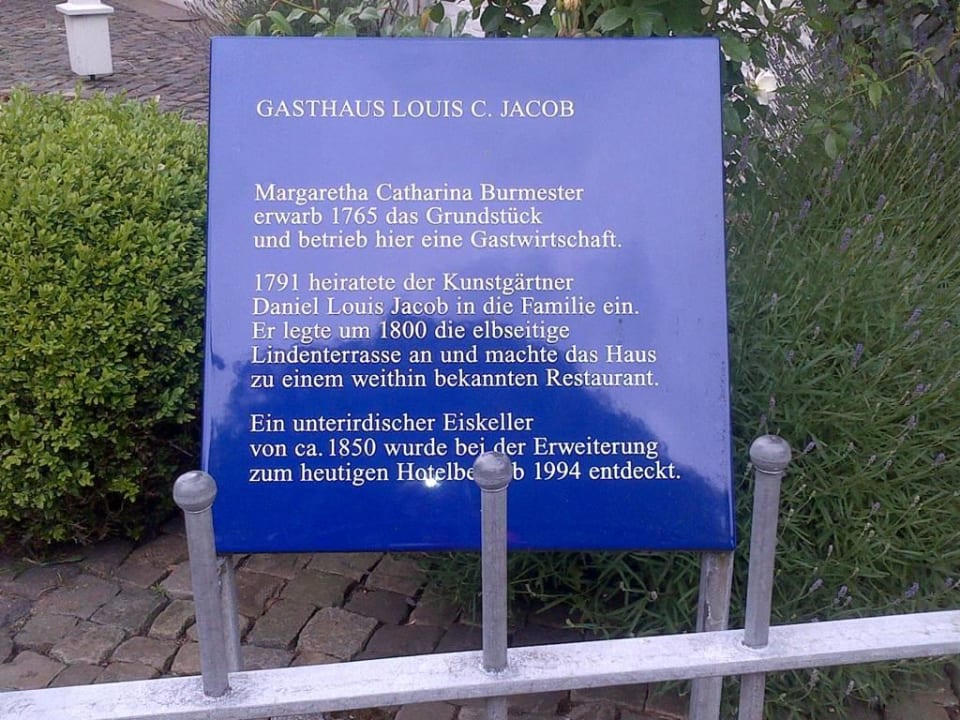 GASTHAUS LOUIS C. JACOB
Margaretha Catharina Burmester
erwarb 1765 das Grundstück
und betrieb hier eine Gastwirtschaft.
1791 heiratete der Kunstgärtner
Daniel Louis Jacob in die Familie ein.
Er legte um 1800 die elbseitige
Lindenterrasse an und machte das Haus
zu einem weithin bekannten Restaurant.
Ein unterirdischer Eiskeller
von ca. 1850 wurde bei der Erweiterung
zum heutigen 1994 entdeckt.